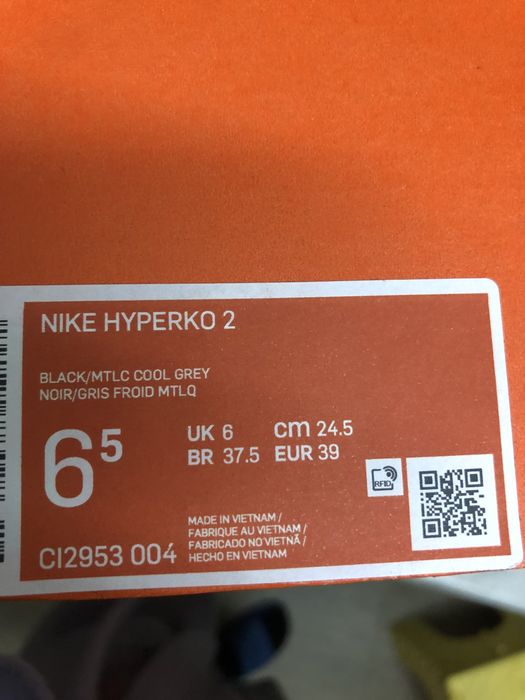 NIKE HYPERKO 2
BLACK/MTLC COOL GREY
NOIR/GRIS FROID MTLQ
6⁵
UK 6 cm 24.5
BR 37.5 EUR 39
RFID
MADE IN VIETNAM /
FABRIQUE AU VIETNAM /
FABRICADO NO VIETNÃ /
HECHO EN VIETNAM
CI2953 004